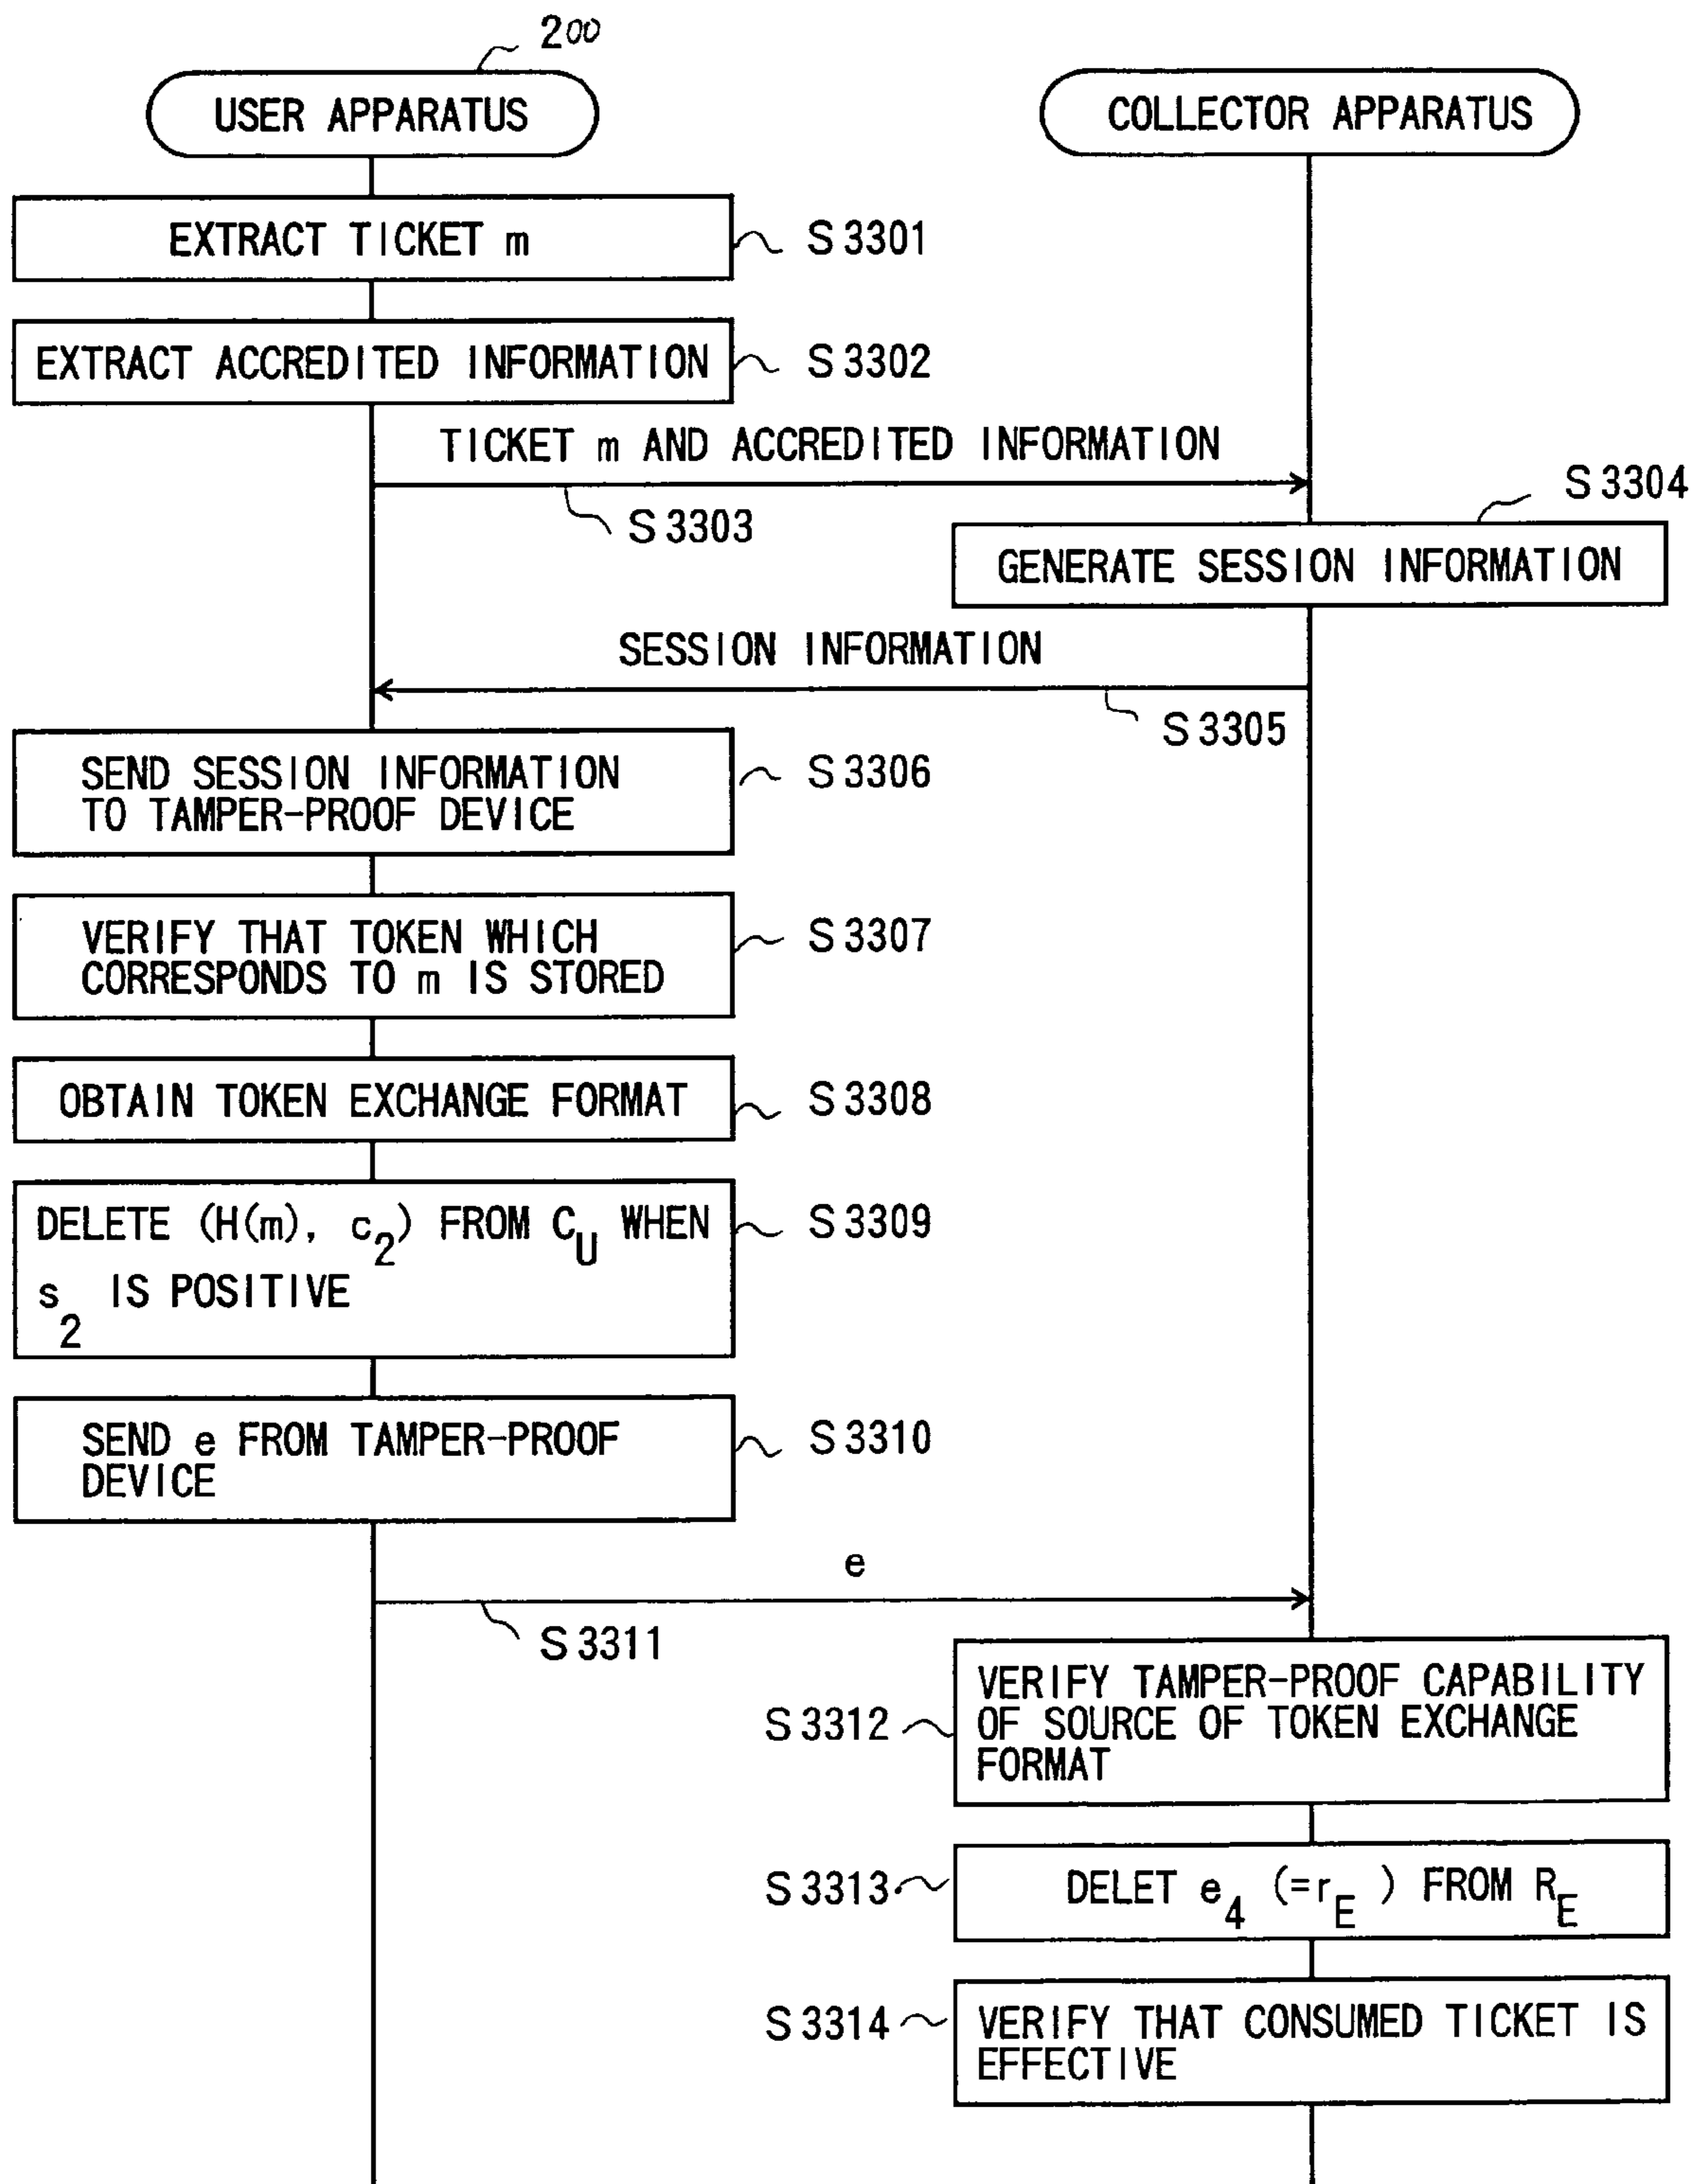 200
USER APPARATUS
COLLECTOR APPARATUS
EXTRACT TICKET m
S3301
EXTRACT ACCREDITED INFORMATION
S3302
TICKET m AND ACCREDITED INFORMATION
S3303
S3304
GENERATE SESSION INFORMATION
SESSION INFORMATION
S3305
SEND SESSION INFORMATION
TO TAMPER-PROOF DEVICE
S3306
VERIFY THAT TOKEN WHICH
CORRESPONDS TO m IS STORED
S3307
OBTAIN TOKEN EXCHANGE FORMAT
S3308
DELETE (H(m), c2) FROM CU WHEN
s2 IS POSITIVE
S3309
SEND e FROM TAMPER-PROOF
DEVICE
S3310
e
S3311
S3312
VERIFY TAMPER-PROOF CAPABILITY
OF SOURCE OF TOKEN EXCHANGE
FORMAT
S3313
DELET e4 (=rE ) FROM RE
S3314
VERIFY THAT CONSUMED TICKET IS
EFFECTIVE